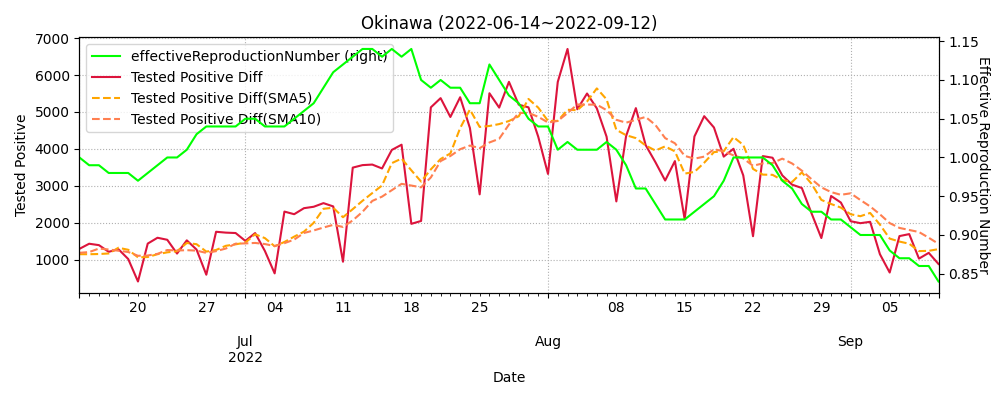 Okinawa (2022-06-14~2022-09-12)
effectiveReproductionNumber (right)
Tested Positive Diff
Tested Positive Diff(SMA5)
Tested Positive Diff(SMA10)
Tested Positive
7000
6000
5000
4000
3000
2000
1000
1.15
1.10
1.05
1.00
0.95
0.90
0.85
Effective Reproduction Number
20 27 04 11 18 25 08 15 22 29 05
Jul Aug Sep
2022
Date